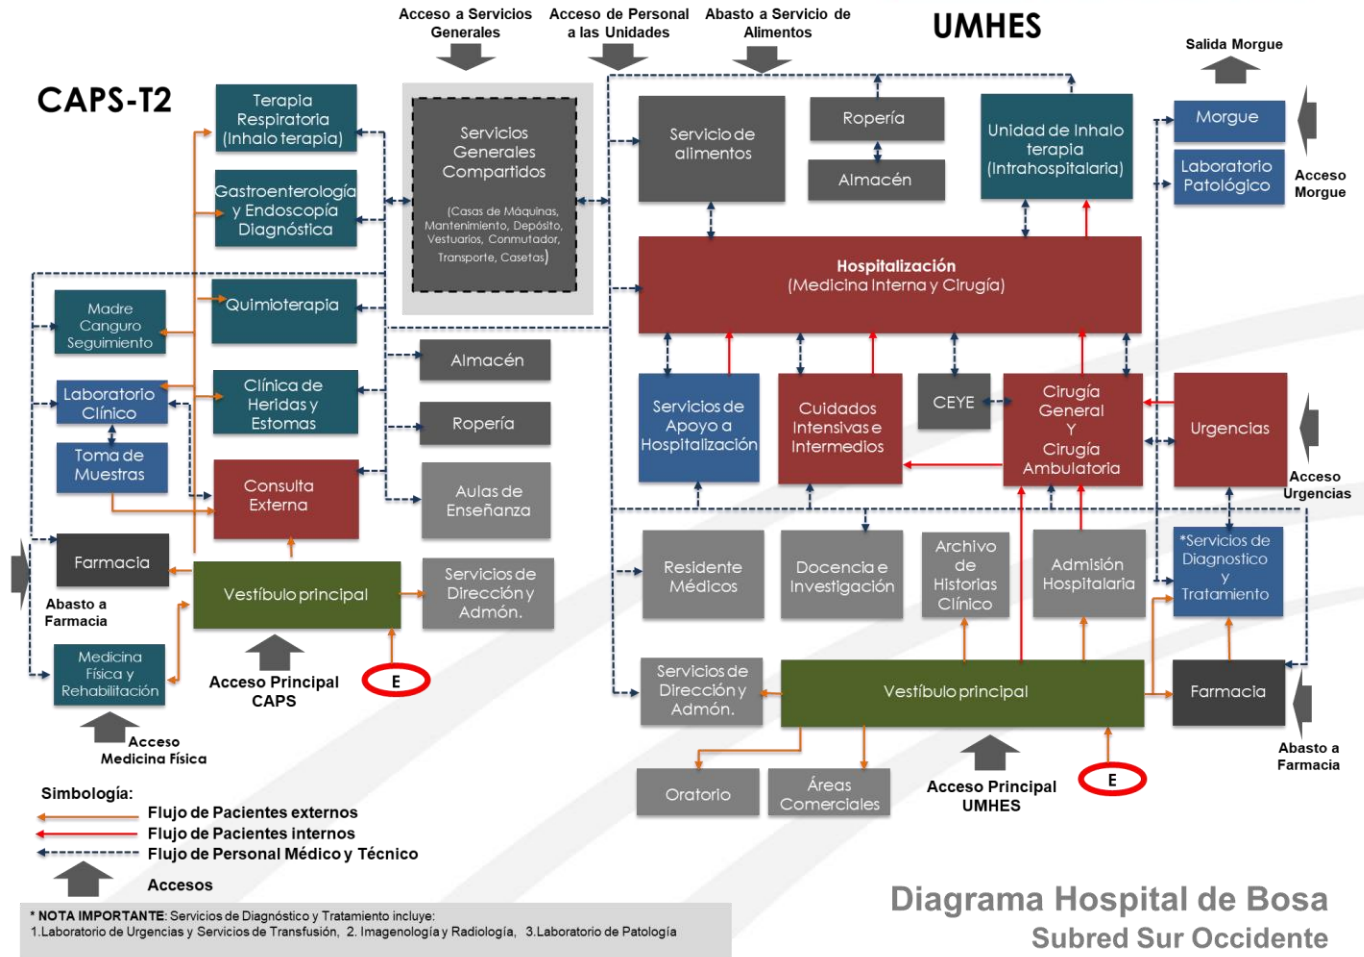 Acceso a Servicios
Generales
Acceso de Personal
a las Unidades
Abasto a Servicio de
Alimentos
UMHES
Salida Morgue
CAPS-T2
Terapia
Respiratoria
(Inhalo terapia)
Servicios
Generales
Compartidos
(Casas de Máquinas,
Mantenimiento, Depósito,
Vestuarios, Conmutador,
Transporte, Casetas)
Servicio de
alimentos
Ropería
Almacén
Unidad de Inhalo
terapia
(Intrahospitalaria)
Morgue
Laboratorio
Patológico
Acceso
Morgue
Gastroenterología
y Endoscopía
Diagnóstica
Hospitalización
(Medicina Interna y Cirugía)
Madre
Canguro
Seguimiento
Quimioterapia
Almacén
Laboratorio
Clínico
Clínica de
Heridas y
Estomas
Ropería
Servicios de
Apoyo a
Hospitalización
Cuidados
Intensivas e
Intermedios
CEYE
Cirugía
General
Y
Cirugía
Ambulatoria
Urgencias
Acceso
Urgencias
Toma de
Muestras
Consulta
Externa
Aulas de
Enseñanza
Farmacia
Abasto a
Farmacia
Vestíbulo principal
Servicios de
Dirección y
Admón.
Residente
Médicos
Docencia e
Investigación
Archivo
de
Historias
Clínico
Admisión
Hospitalaria
*Servicios de
Diagnostico
y
Tratamiento
Medicina
Física y
Rehabilitación
Acceso Principal
CAPS
E
Servicios de
Dirección y
Admón.
Vestíbulo principal
Farmacia
Acceso
Medicina Física
Abasto a
Farmacia
Oratorio
Áreas
Comerciales
Acceso Principal
UMHES
E
Simbología:
Flujo de Pacientes externos
Flujo de Pacientes internos
Flujo de Personal Médico y Técnico
Accesos
* NOTA IMPORTANTE: Servicios de Diagnóstico y Tratamiento incluye:
1.Laboratorio de Urgencias y Servicios de Transfusión, 2. Imagenología y Radiología, 3.Laboratorio de Patología
Diagrama Hospital de Bosa
Subred Sur Occidente